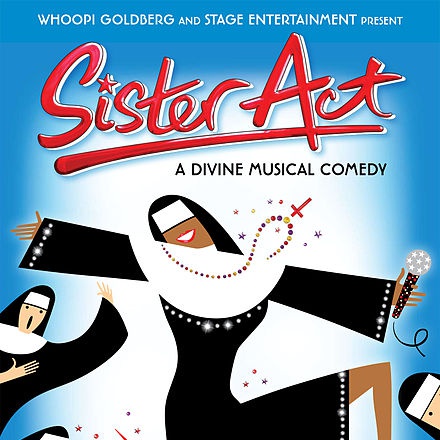 WHOOPI GOLDBERG AND STAGE ENTERTAINMENT PRESENT
Sister Act
A DIVINE MUSICAL COMEDY